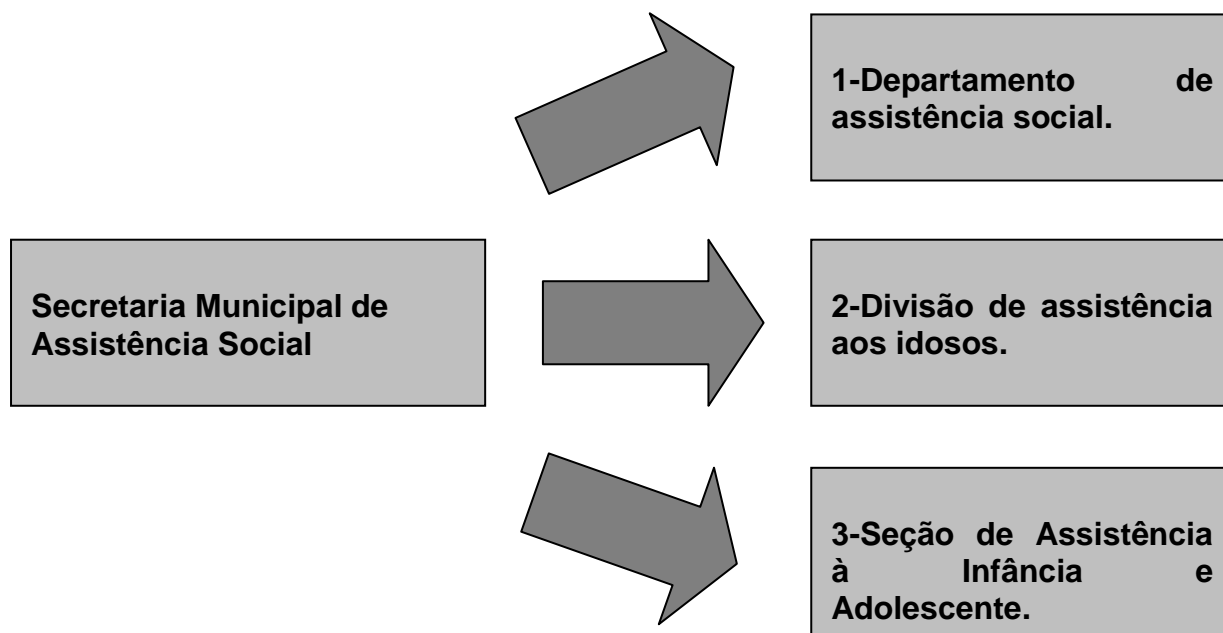 1-Departamento de
assistência social.
Secretaria Municipal de
Assistência Social
2-Divisão de assistência
aos idosos.
3-Seção de Assistência
à Infância e
Adolescente.